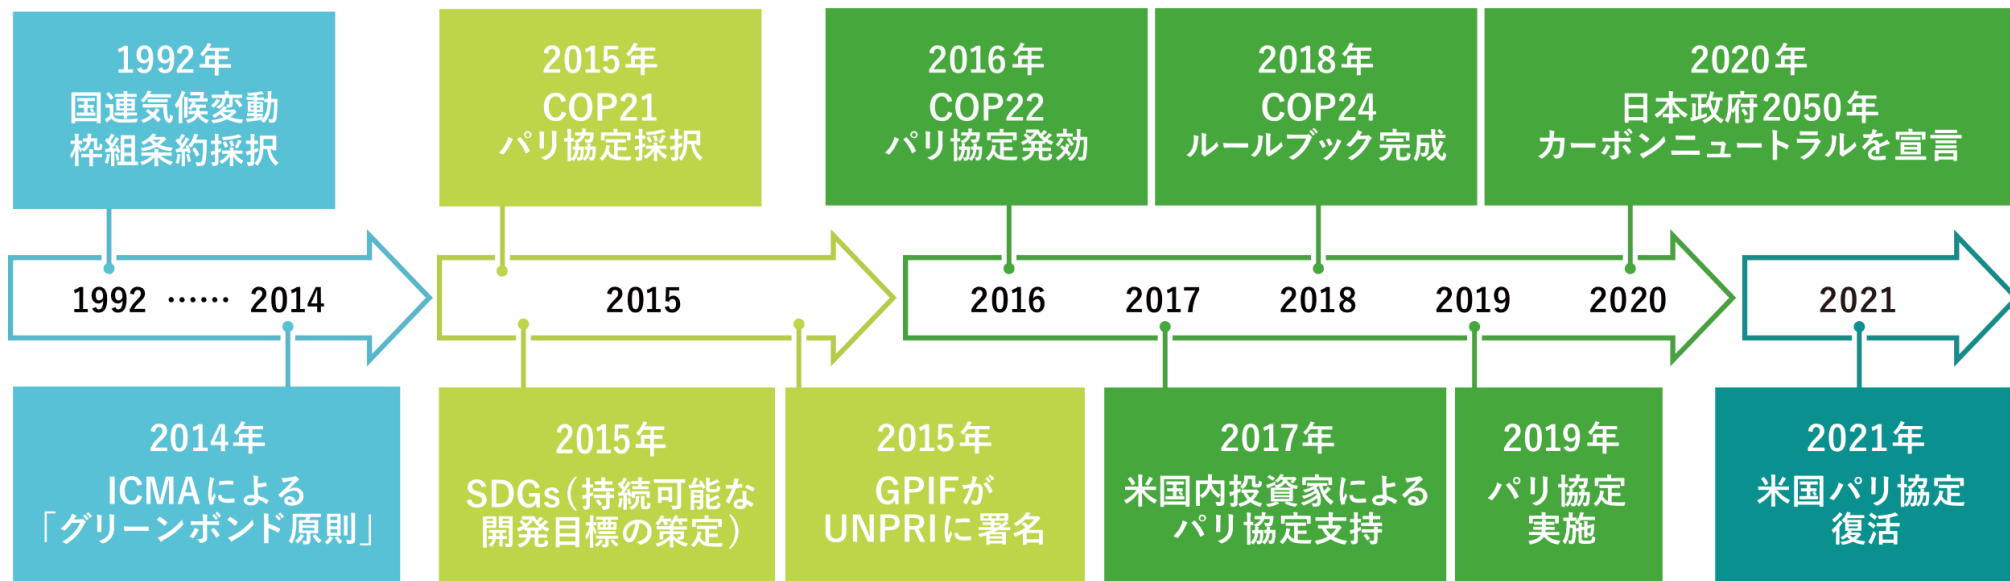 1992年
国連気候変動
枠組条約採択
2015年
COP21
パリ協定採択
2016年
COP22
パリ協定発効
2018年
COP24
ルールブック完成
2020年
日本政府2050年
カーボンニュートラルを宣言
1992 …… 2014
2015
2016
2017
2018
2019
2020
2021
2014年
ICMAによる
「グリーンボンド原則」
2015年
SDGs(持続可能な
開発目標の策定)
2015年
GPIFが
UNPRIに署名
2017年
米国内投資家による
パリ協定支持
2019年
パリ協定
実施
2021年
米国パリ協定
復活